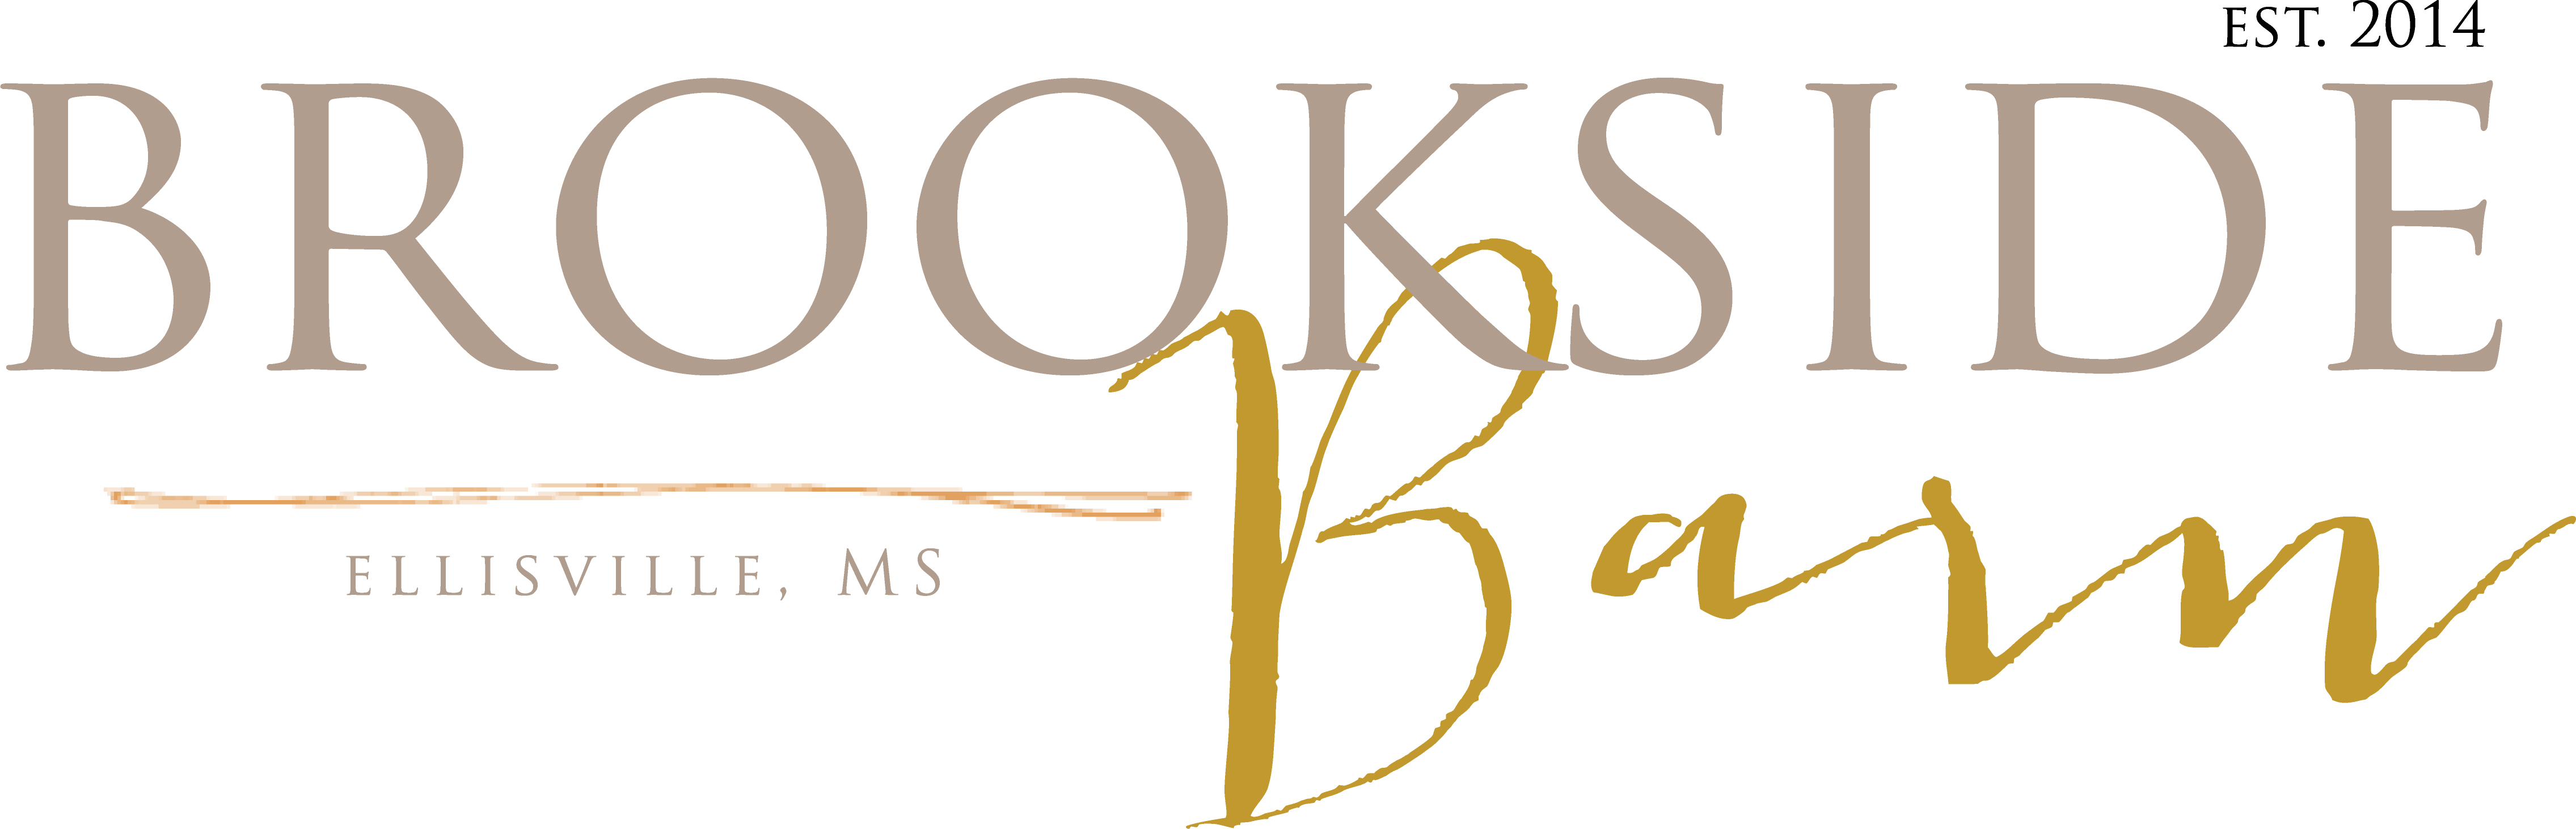 EST. 2014
BROOKSIDE
Barn
ELLISVILLE, MS